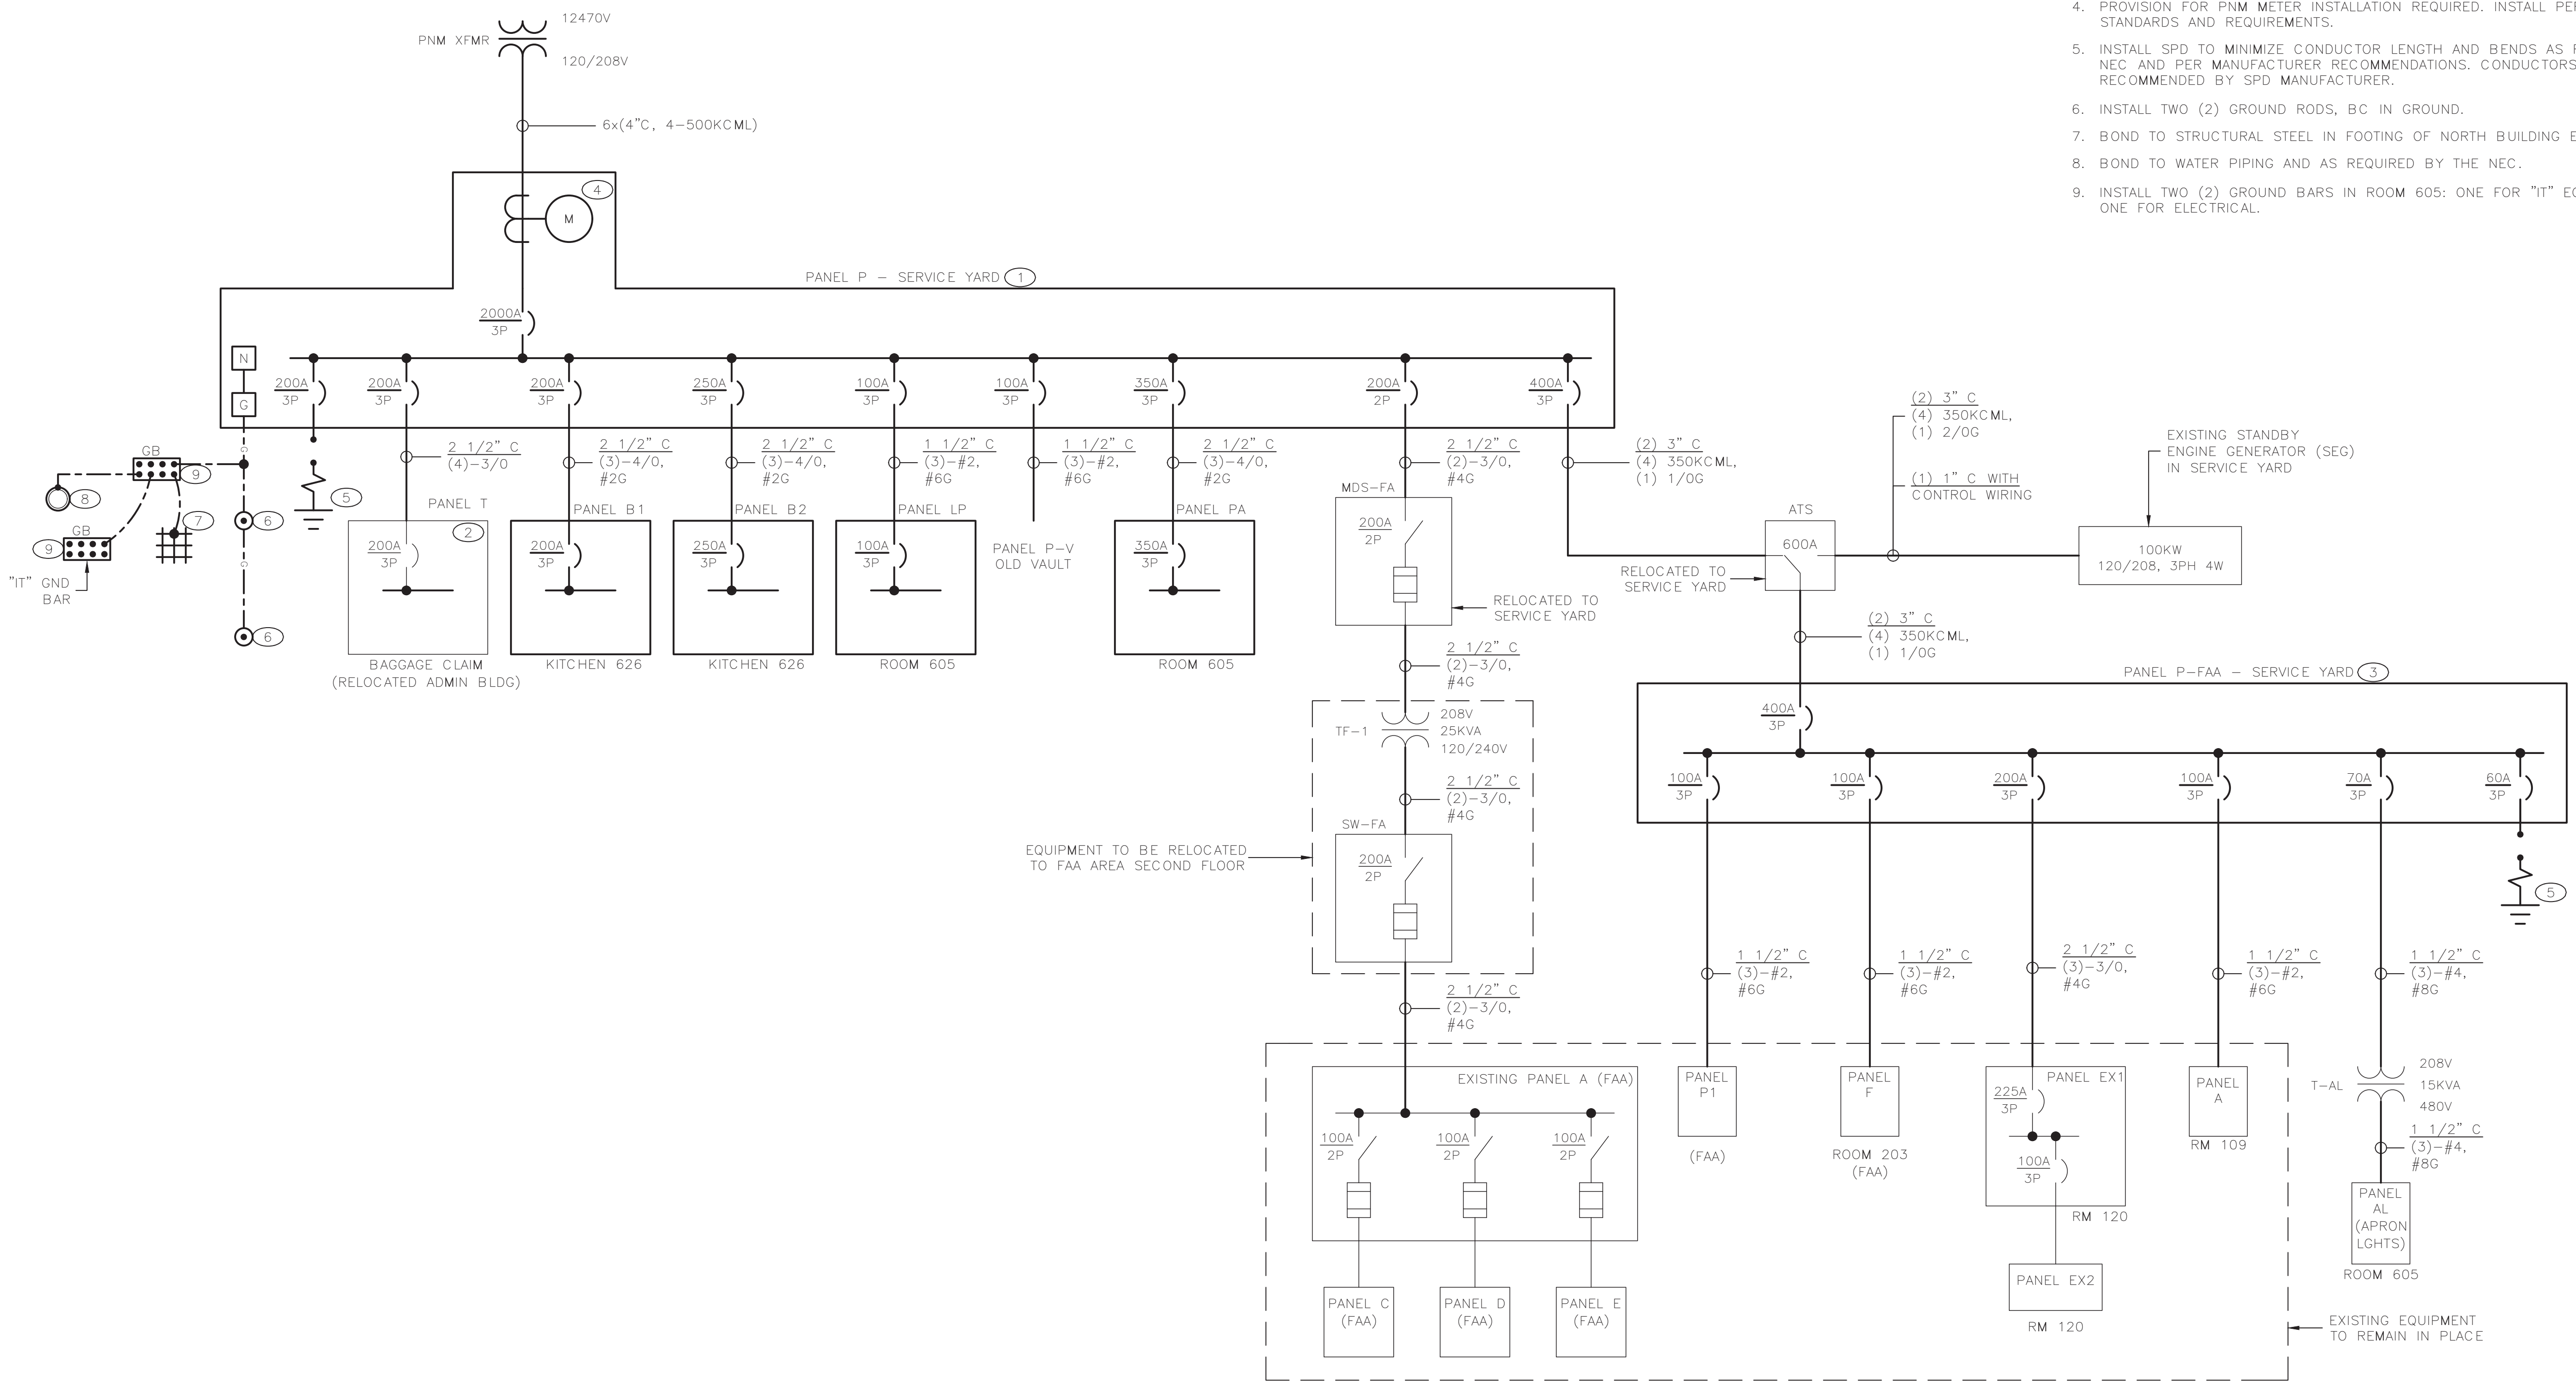 12470V
PNM XFMR
120/208V
6x(4"C, 4-500KCML)
4. PROVISION FOR PNM METER INSTALLATION REQUIRED. INSTALL PER
STANDARDS AND REQUIREMENTS.
5. INSTALL SPD TO MINIMIZE CONDUCTOR LENGTH AND BENDS AS
NEC AND PER MANUFACTURER RECOMMENDATIONS. CONDUCTORS
RECOMMENDED BY SPD MANUFACTURER.
6. INSTALL TWO (2) GROUND RODS, BC IN GROUND.
7. BOND TO STRUCTURAL STEEL IN FOOTING OF NORTH BUILDING
8. BOND TO WATER PIPING AND AS REQUIRED BY THE NEC.
9. INSTALL TWO (2) GROUND BARS IN ROOM 605: ONE FOR "IT"
ONE FOR ELECTRICAL.
4
M
PANEL P – SERVICE YARD 1
2000A
3P
N
G
200A
3P
200A
3P
200A
3P
250A
3P
100A
3P
100A
3P
350A
3P
200A
2P
400A
3P
G
G
GB
9
8
7
6
GB
9
6
"IT" GND
BAR
5
2 1/2" C
(4)-3/0
2 1/2" C
(3)-4/0,
#2G
2 1/2" C
(3)-4/0,
#2G
1 1/2" C
(3)-#2,
#6G
1 1/2" C
(3)-#2,
#6G
2 1/2" C
(3)-4/0,
#2G
2 1/2" C
(2)-3/0,
#4G
(2) 3" C
(4) 350KCML,
(1) 1/0G
PANEL T
2
200A
3P
BAGGAGE CLAIM
(RELOCATED ADMIN BLDG)
PANEL B1
200A
3P
KITCHEN 626
PANEL B2
250A
3P
KITCHEN 626
PANEL LP
100A
3P
ROOM 605
PANEL P-V
OLD VAULT
PANEL PA
350A
3P
ROOM 605
MDS-FA
200A
2P
RELOCATED TO
SERVICE YARD
2 1/2" C
(2)-3/0,
#4G
TF-1
208V
25KVA
120/240V
2 1/2" C
(2)-3/0,
#4G
SW-FA
200A
2P
EQUIPMENT TO BE RELOCATED
TO FAA AREA SECOND FLOOR
2 1/2" C
(2)-3/0,
#4G
(2) 3" C
(4) 350KCML,
(1) 2/0G
(1) 1" C WITH
CONTROL WIRING
EXISTING STANDBY
ENGINE GENERATOR (SEG)
IN SERVICE YARD
ATS
600A
100KW
120/208, 3PH 4W
RELOCATED TO
SERVICE YARD
(2) 3" C
(4) 350KCML,
(1) 1/0G
PANEL P-FAA – SERVICE YARD 3
400A
3P
100A
3P
100A
3P
200A
3P
100A
3P
70A
3P
60A
3P
5
1 1/2" C
(3)-#2,
#6G
1 1/2" C
(3)-#2,
#6G
2 1/2" C
(3)-3/0,
#4G
1 1/2" C
(3)-#2,
#6G
1 1/2" C
(3)-#4,
#8G
EXISTING PANEL A (FAA)
100A
2P
100A
2P
100A
2P
PANEL C
(FAA)
PANEL D
(FAA)
PANEL E
(FAA)
PANEL
P1
(FAA)
PANEL
F
ROOM 203
(FAA)
PANEL EX1
225A
3P
100A
3P
RM 120
PANEL EX2
RM 120
PANEL
A
RM 109
T-AL
208V
15KVA
480V
1 1/2" C
(3)-#4,
#8G
PANEL
AL
(APRON
LGHTS)
ROOM 605
EXISTING EQUIPMENT
TO REMAIN IN PLACE